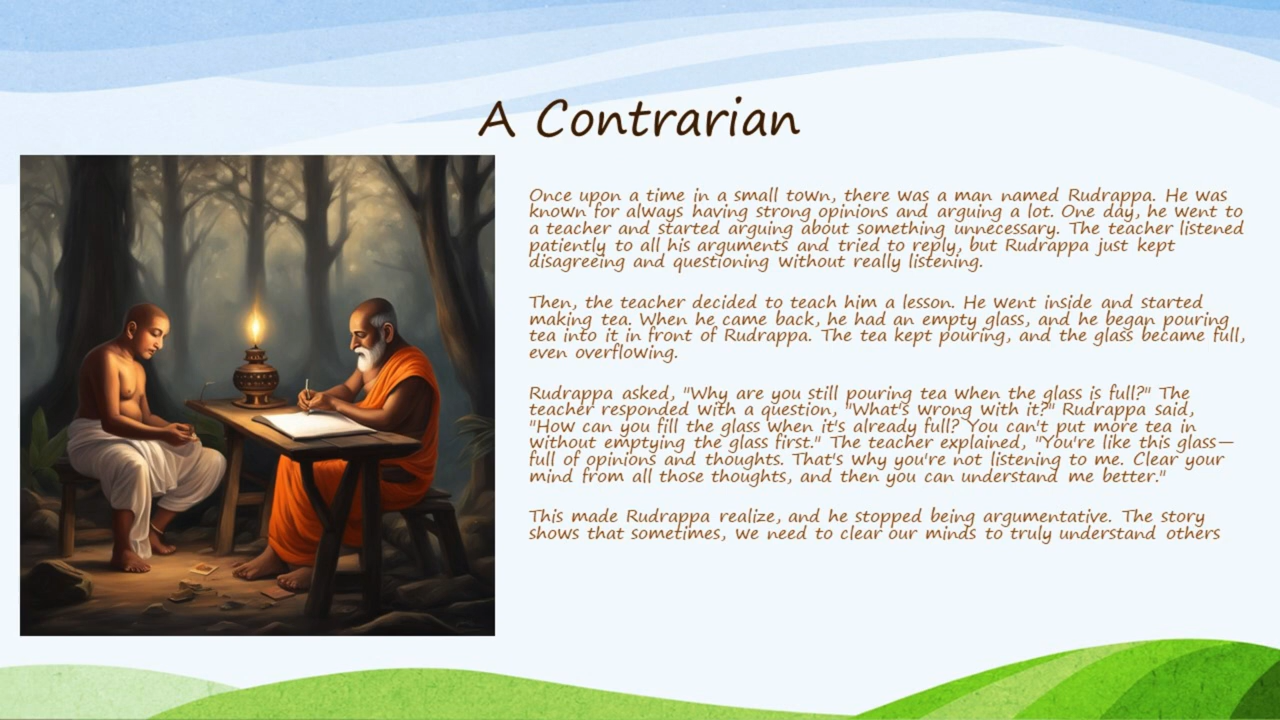 A Contrarian
Once upon a time in a small town, there was a man named Rudrappa. He was
known for always having strong opinions and arguing a lot. One day, he went to
a teacher and started arguing about something unnecessary. The teacher listened
patiently to all his arguments and tried to reply, but Rudrappa just kept
disagreeing and questioning without really listening.
Then, the teacher decided to teach him a lesson. He went inside and started
making tea. When he came back, he had an empty glass, and he began pouring
tea into it in front of Rudrappa. The tea kept pouring, and the glass became full,
even overflowing.
Rudrappa asked, "Why are you still pouring tea when the glass is full?" The
teacher responded with a question, "What's wrong with it?" Rudrappa said,
"How can you fill the glass when it's already full? You can't put more tea in
without emptying the glass first." The teacher explained, "You're like this glass—
full of opinions and thoughts. That's why you're not listening to me. Clear your
mind from all those thoughts, and then you can understand me better."
This made Rudrappa realize, and he stopped being argumentative. The story
shows that sometimes, we need to clear our minds to truly understand others